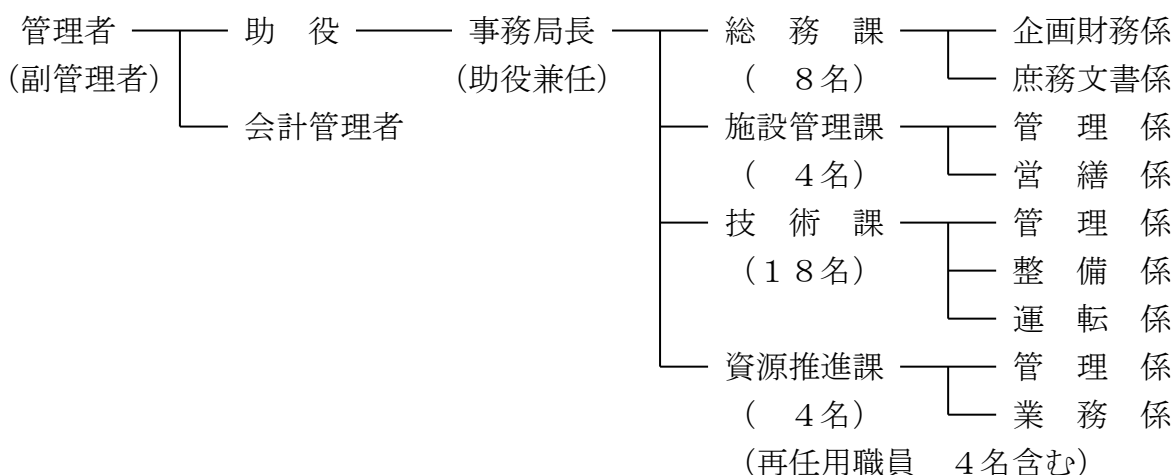 管理者 助　役 事務局長 総　務　課 企画財務係
（副管理者） （助役兼任） （　８名） 庶務文書係
会計管理者 施設管理課 管　理　係
（　４名） 営　繕　係
技　術　課 管　理　係
（１８名） 整　備　係
運　転　係
資源推進課 管　理　係
（　４名） 業　務　係
（再任用職員　４名含む）